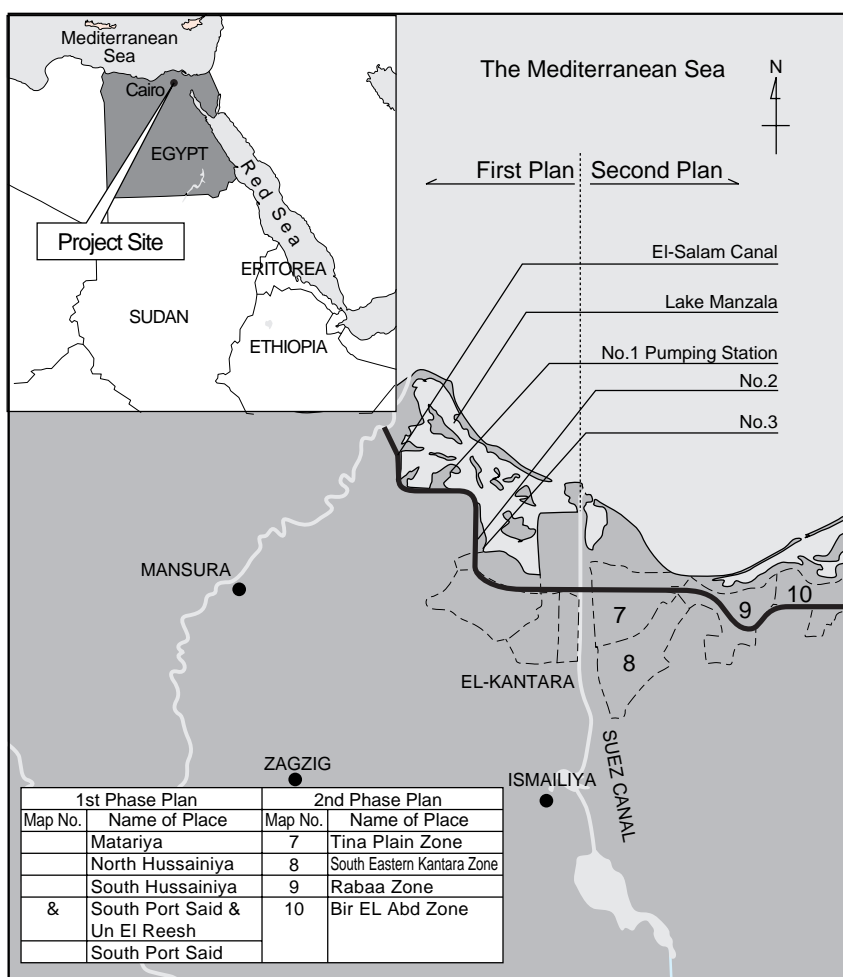 Mediterranean
Sea
Cairo
EGYPT
Red Sea
Project Site
ERITOREA
SUDAN
ETHIOPIA
The Mediterranean Sea
N
First Plan
Second Plan
El-Salam Canal
Lake Manzala
No.1 Pumping Station
No.2
No.3
MANSURA
7
8
9
10
EL-KANTARA
ZAGZIG
ISMAILIYA
SUEZ CANAL
1st Phase Plan 2nd Phase Plan
Map No. Name of Place Map No. Name of Place
Matariya 7 Tina Plain Zone
North Hussainiya 8 South Eastern Kantara Zone
South Hussainiya 9 Rabaa Zone
& South Port Said & 10 Bir EL Abd Zone
Un El Reesh
South Port Said